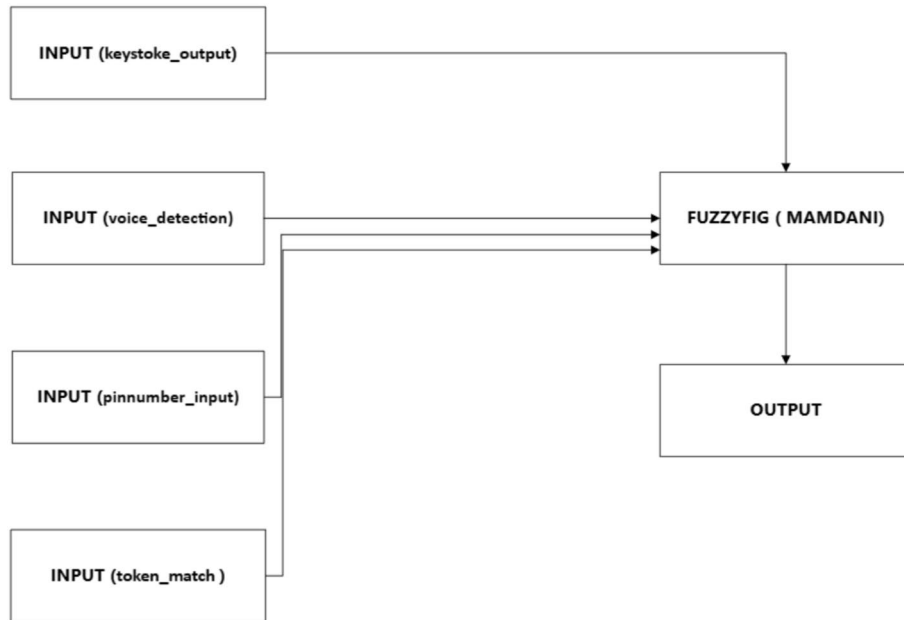 INPUT (keystoke_output)
INPUT (voice_detection)
FUZZYFIG ( MAMDANI)
INPUT (pinnumber_input)
OUTPUT
INPUT (token_match )